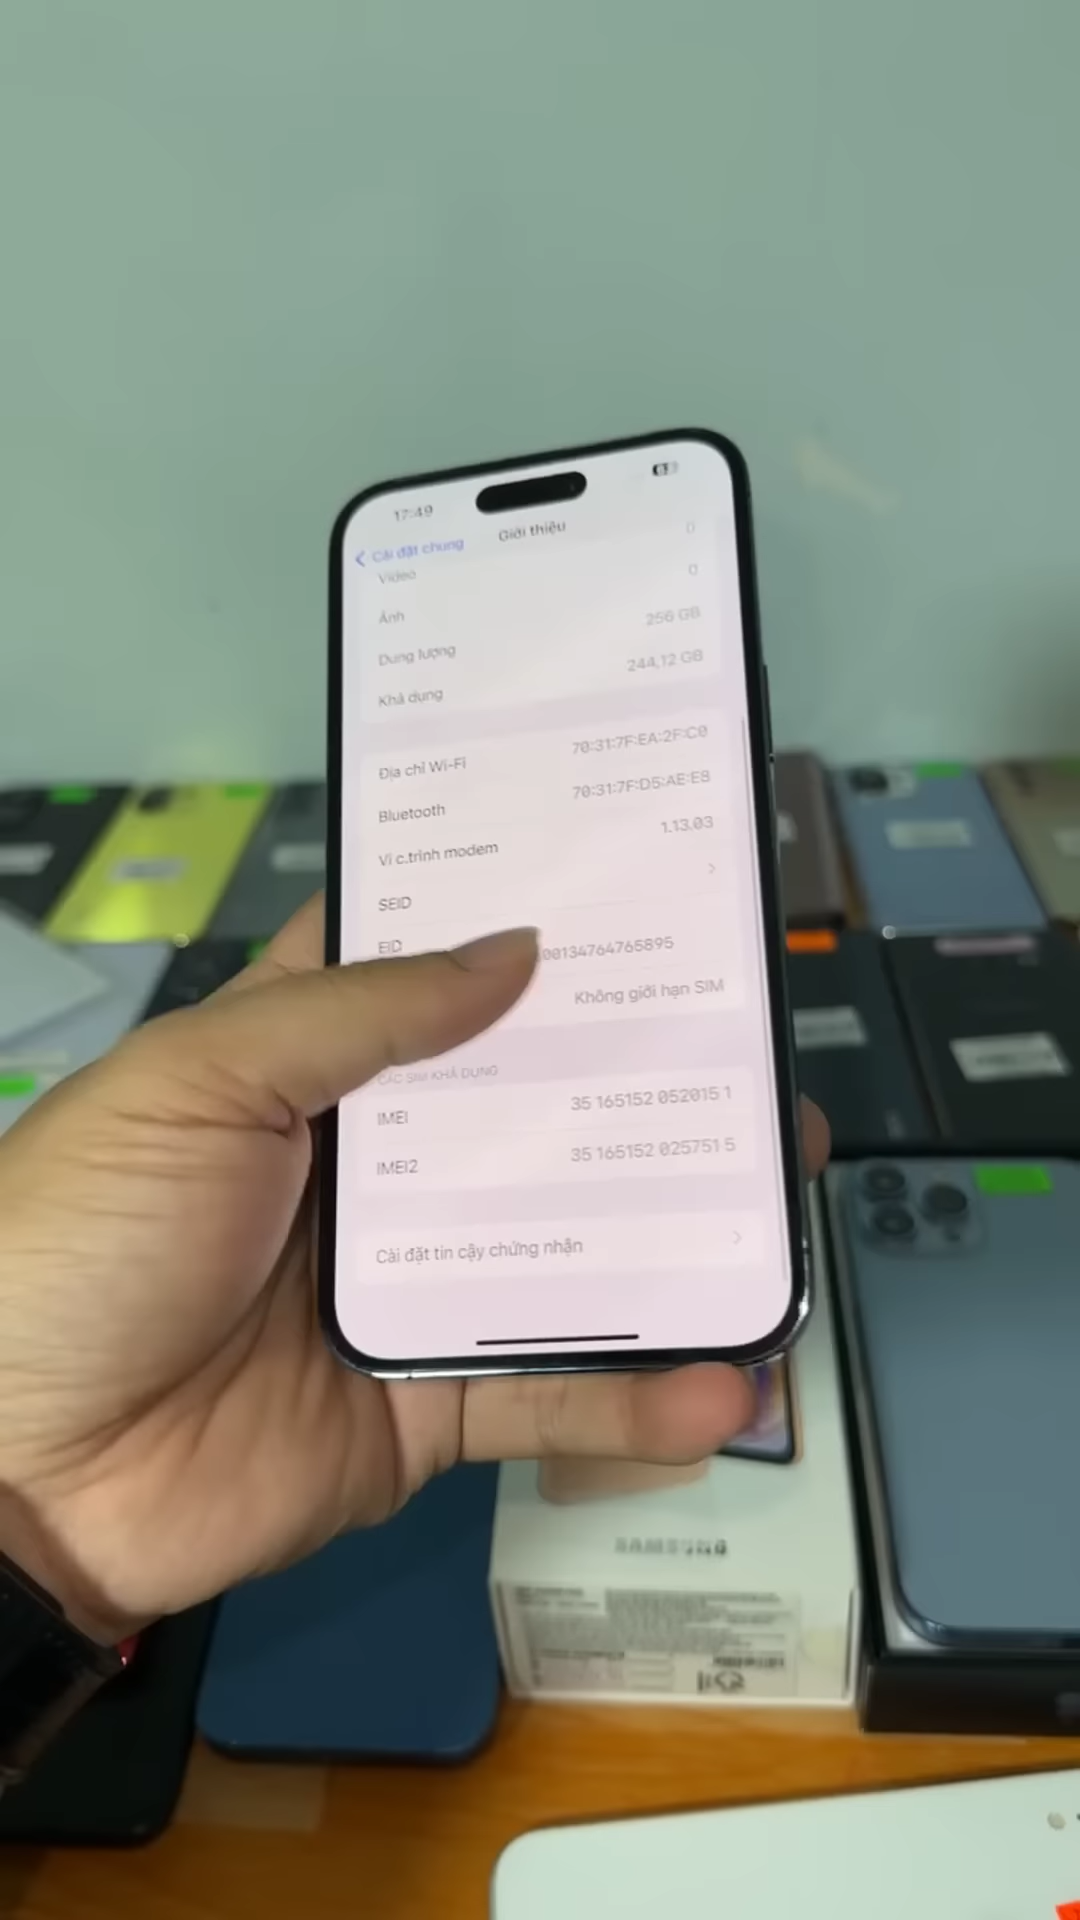 17:49
Cài đặt chung
Giới thiệu
Video 0
Ảnh 0
Dung lượng 256 GB
Khả dụng 244,12 GB
Địa chỉ Wi-Fi 70:31:7F:EA:2F:C0
Bluetooth 70:31:7F:D5:AE:E8
Vi c.trình modem 1.13.03
SEID
EID 00134764765895
Không giới hạn SIM
CÁC SIM KHẢ DỤNG
IMEI 35 165152 052015 1
IMEI2 35 165152 025751 5
Cài đặt tin cậy chứng nhận
SAMSUNG